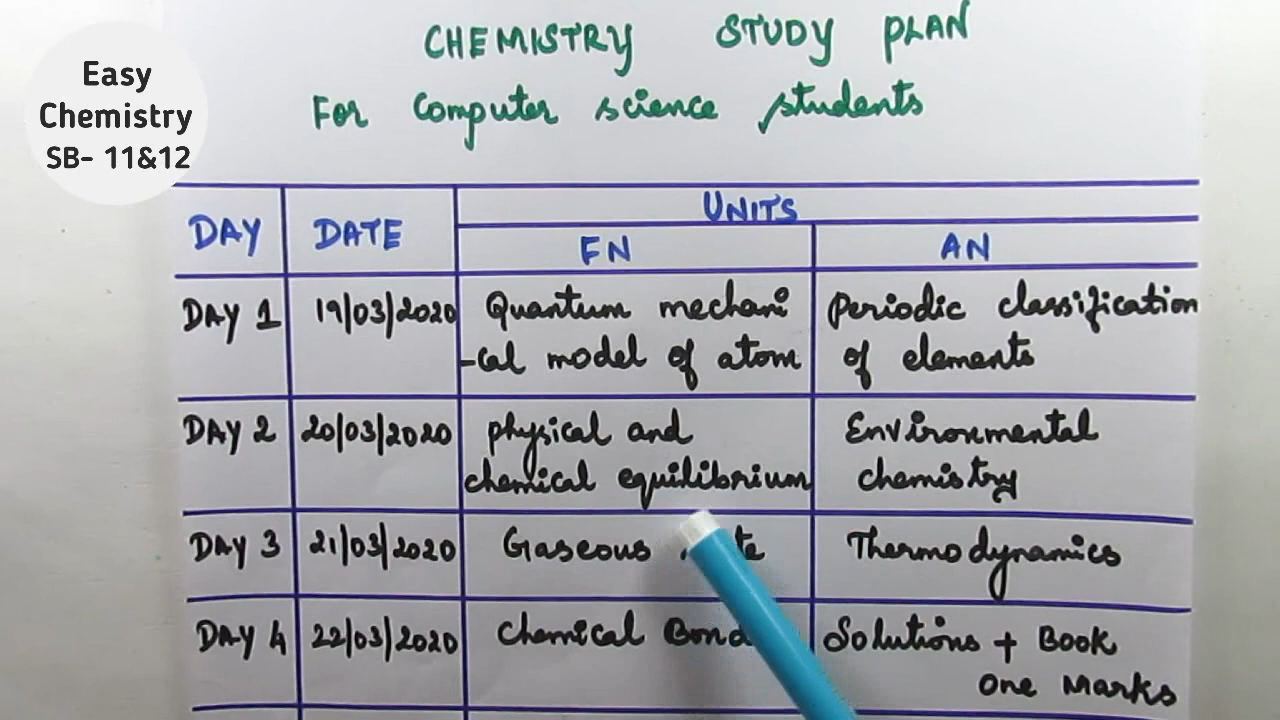 CHEMISTRY STUDY PLAN
For Computer science students
Easy
Chemistry
SB- 11&12
UNITS
DAY DATE FN AN
DAY 1 19/03/2020 Quantum mechani Periodic classification
-cal model of atom of elements
DAY 2 20/03/2020 physical and Environmental
chemical equilibrium chemistry
DAY 3 21/03/2020 Gaseous Thermodynamics
DAY 4 22/03/2020 Chemical Solutions + Book
One Marks